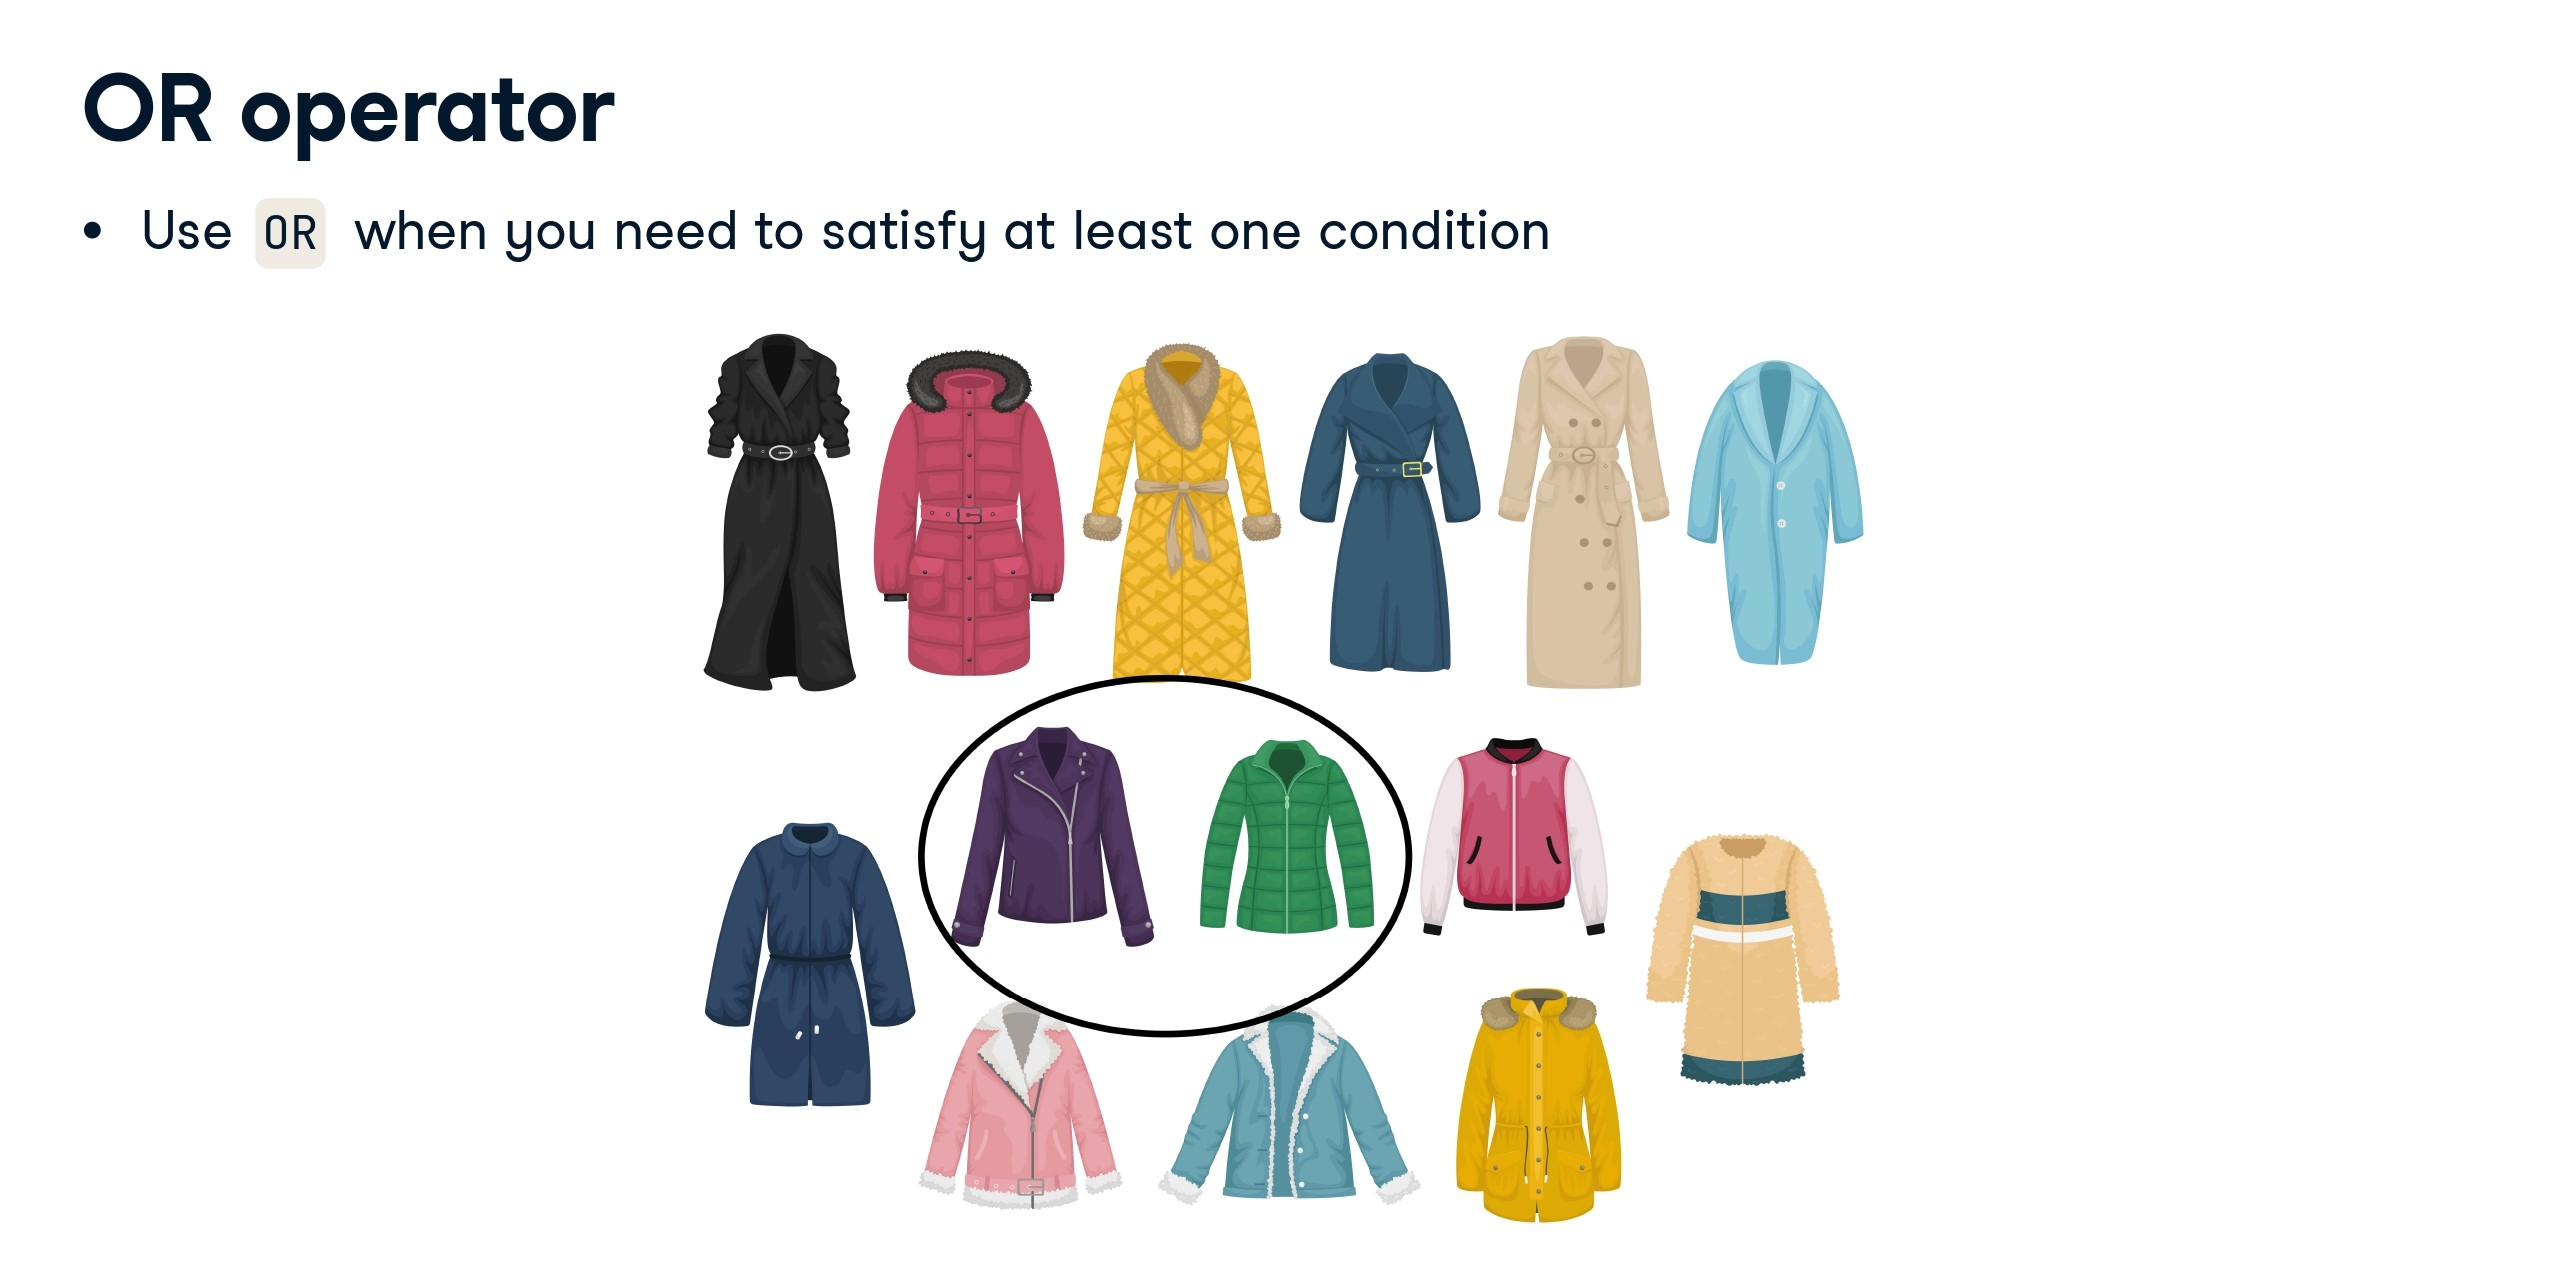 OR operator
• Use OR when you need to satisfy at least one condition